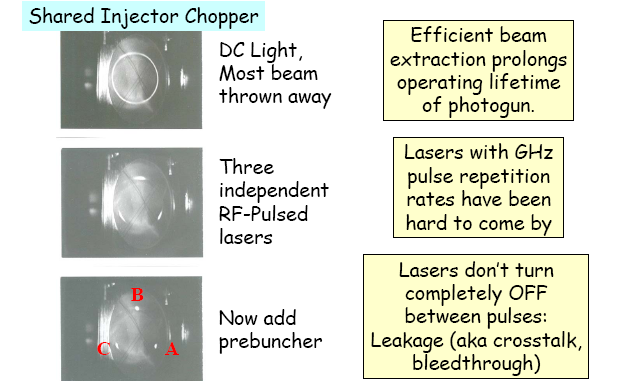 Shared Injector Chopper
DC Light,
Most beam
thrown away
Efficient beam
extraction prolongs
operating lifetime
of photogun.
Three
independent
RF-Pulsed
lasers
Lasers with GHz
pulse repetition
rates have been
hard to come by
B
C
A
Now add
prebuncher
Lasers don't turn
completely OFF
between pulses:
Leakage (aka crosstalk,
bleedthrough)